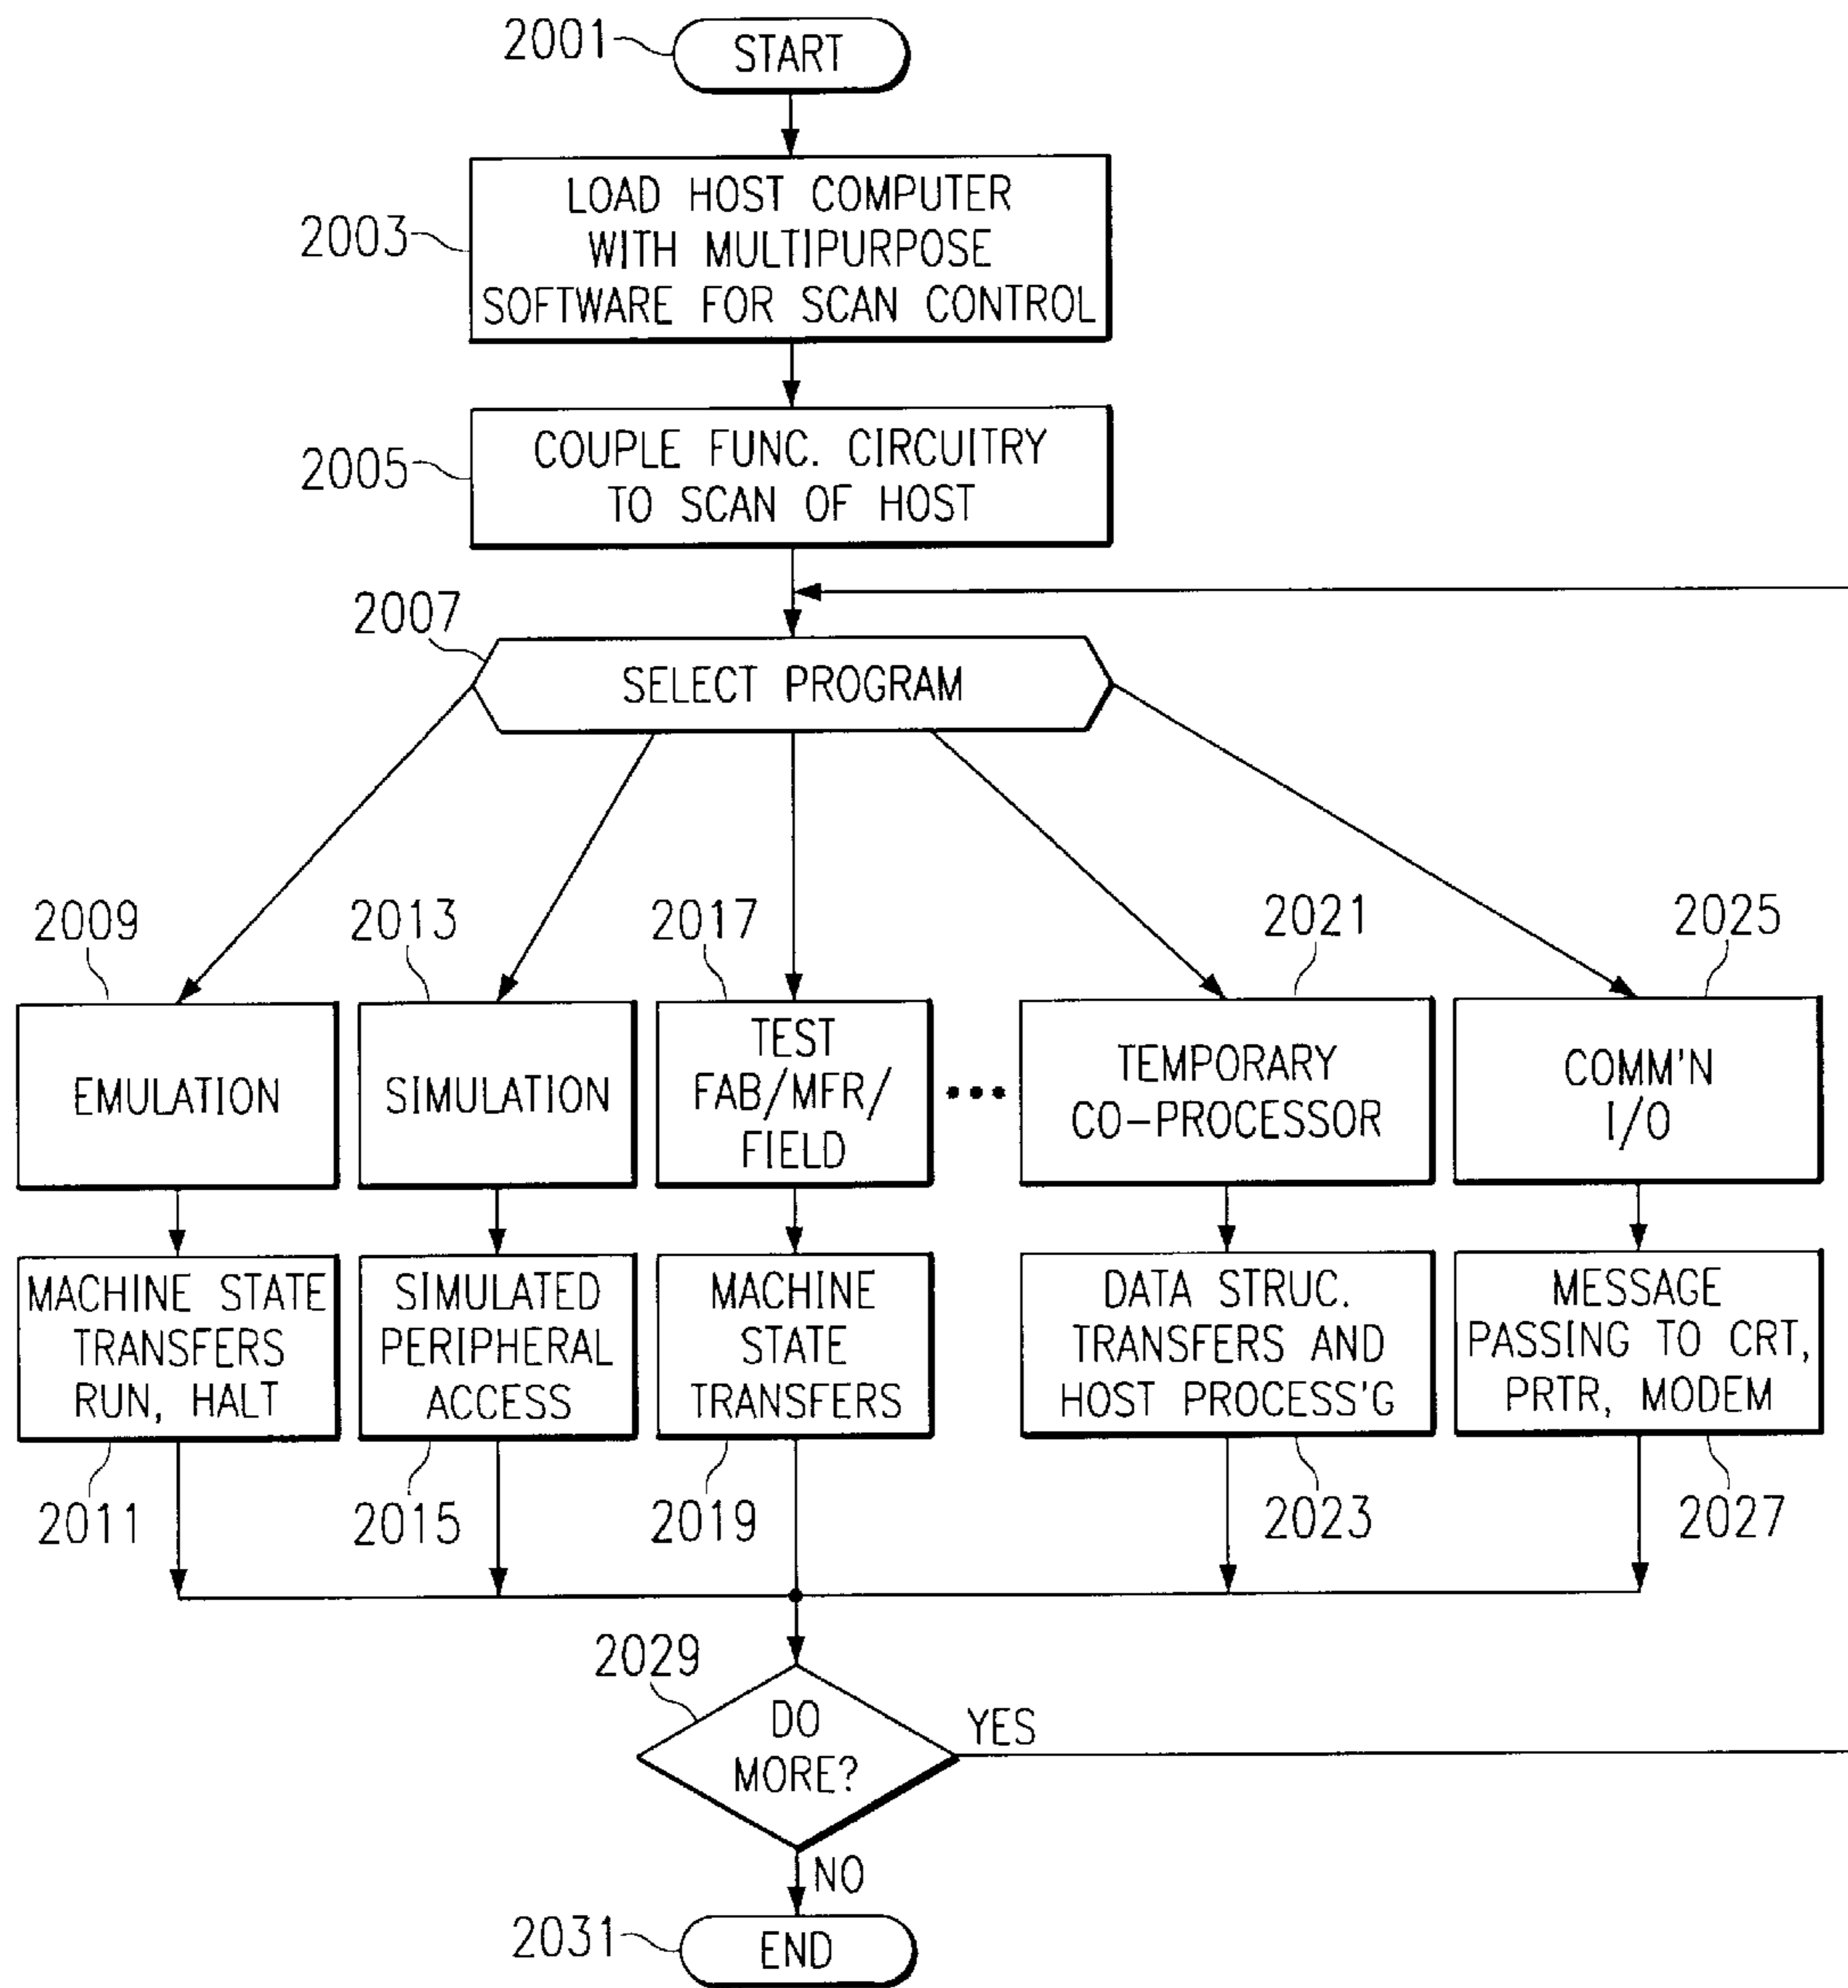 2001
START
2003
LOAD HOST COMPUTER
WITH MULTIPURPOSE
SOFTWARE FOR SCAN CONTROL
2005
COUPLE FUNC. CIRCUITRY
TO SCAN OF HOST
2007
SELECT PROGRAM
2009
2013
2017
2021
2025
EMULATION
SIMULATION
TEST
FAB/MFR/
FIELD
•••
TEMPORARY
CO-PROCESSOR
COMM'N
I/O
MACHINE STATE
TRANSFERS
RUN, HALT
SIMULATED
PERIPHERAL
ACCESS
MACHINE
STATE
TRANSFERS
DATA STRUC.
TRANSFERS AND
HOST PROCESS'G
MESSAGE
PASSING TO CRT,
PRTR, MODEM
2011
2015
2019
2023
2027
2029
DO
MORE?
YES
NO
2031
END